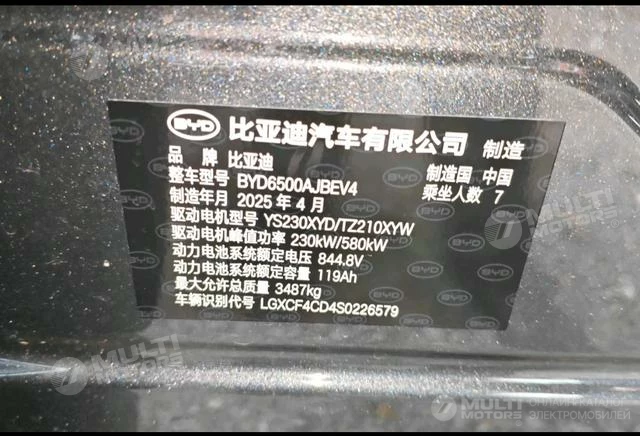 BYD 比亚迪汽车有限公司 制造
品 牌 比亚迪 制造国 中国
整车型号 BYD6500AJBEV4 乘坐人数 7
制造年月 2025 年 4 月
驱动电机型号 YS230XYD/TZ210XYW
驱动电机峰值功率 230kW/580kW
动力电池系统额定电压 844.8V
动力电池系统额定容量 119Ah
最大允许总质量 3487kg
车辆识别代号 LGXCF4CD4S0226579
MULTI
MOTORS
ЭЛЕКТРОМОБИЛЕЙ